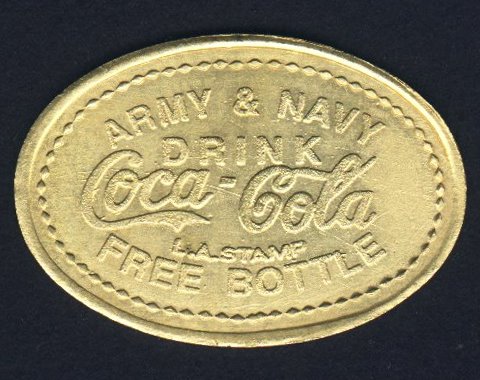 ARMY & NAVY
DRINK
Coca-Cola
L.A. STAMP
FREE BOTTLE